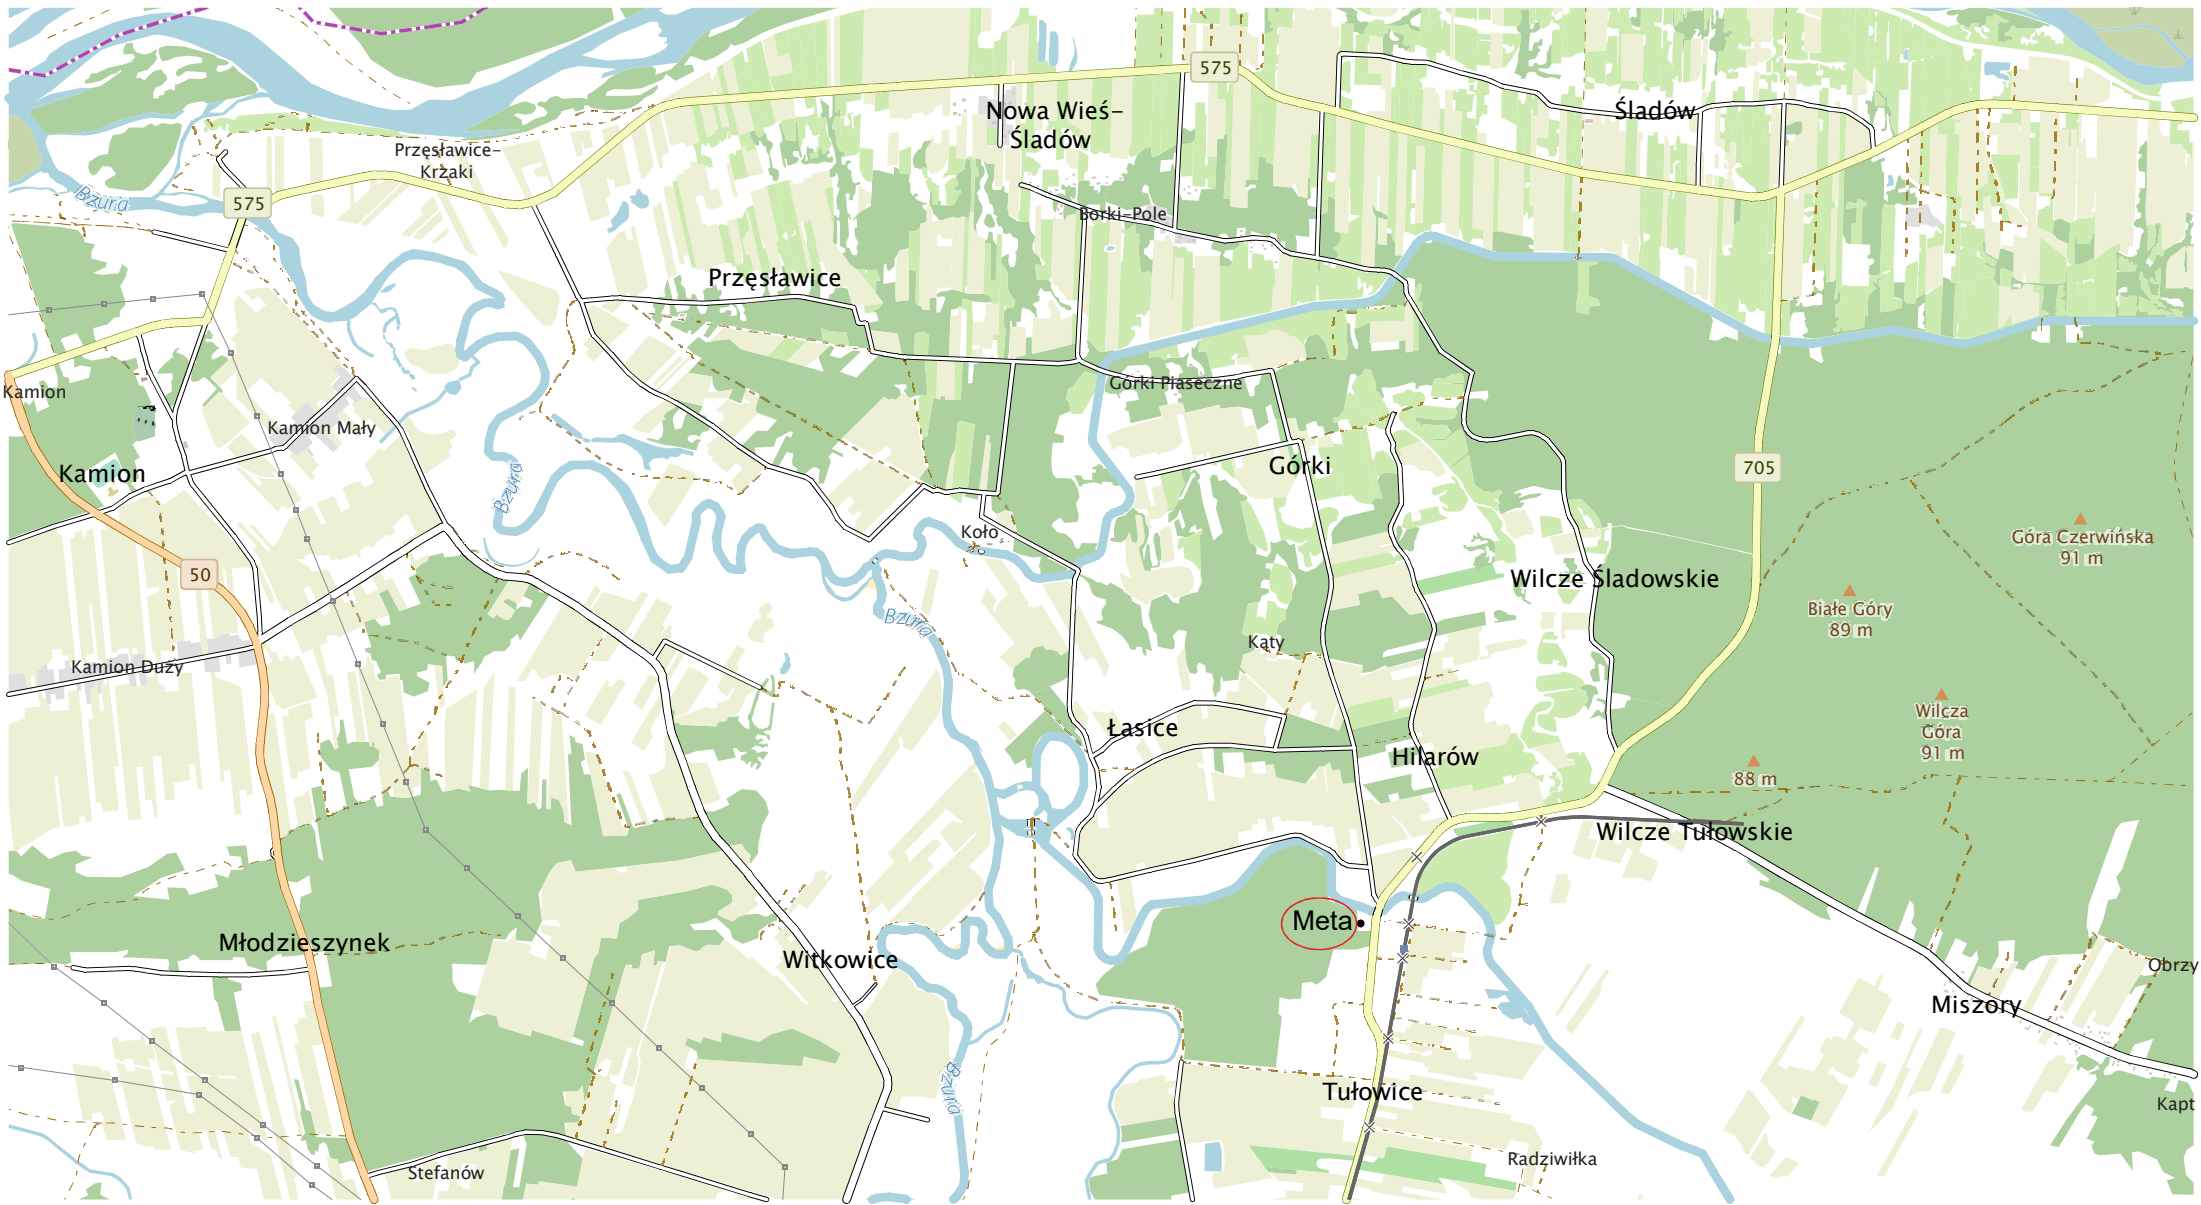 575
Nowa Wieś-
Śladów
Śladów
Przęsławice-
Krzaki
Bzura
575
Borki-Pole
Przęsławice
Kamion
Górki Piaseczne
Kamion Mały
Kamion
Górki
705
Bzura
Koło
Góra Czerwińska
91 m
50
Wilcze Śladowskie
Białe Góry
89 m
Bzura
Kąty
Kamion Duży
Łasice
Hilarów
Wilcza
Góra
91 m
88 m
Wilcze Tułowskie
Meta
Młodzieszynek
Witkowice
Obrzy
Miszory
Bzura
Tułowice
Kapt
Stefanów
Radziwiłka